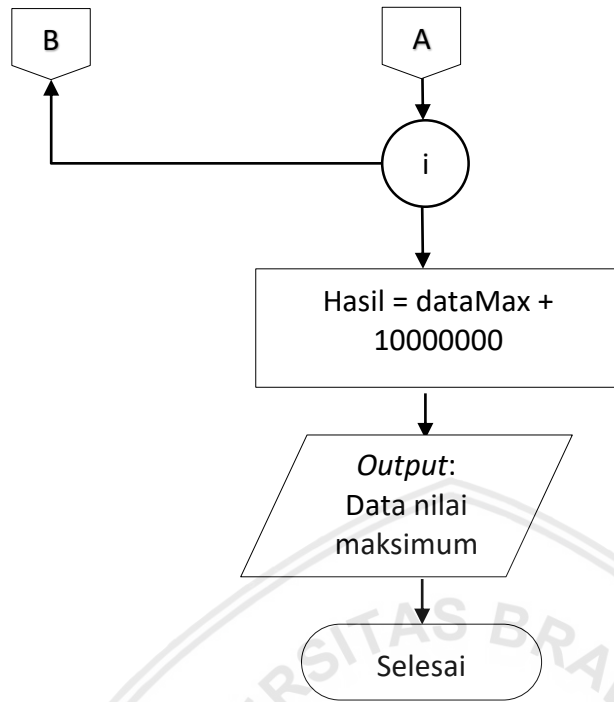 B
A
i
Hasil = dataMax +
10000000
Output:
Data nilai
maksimum
Selesai